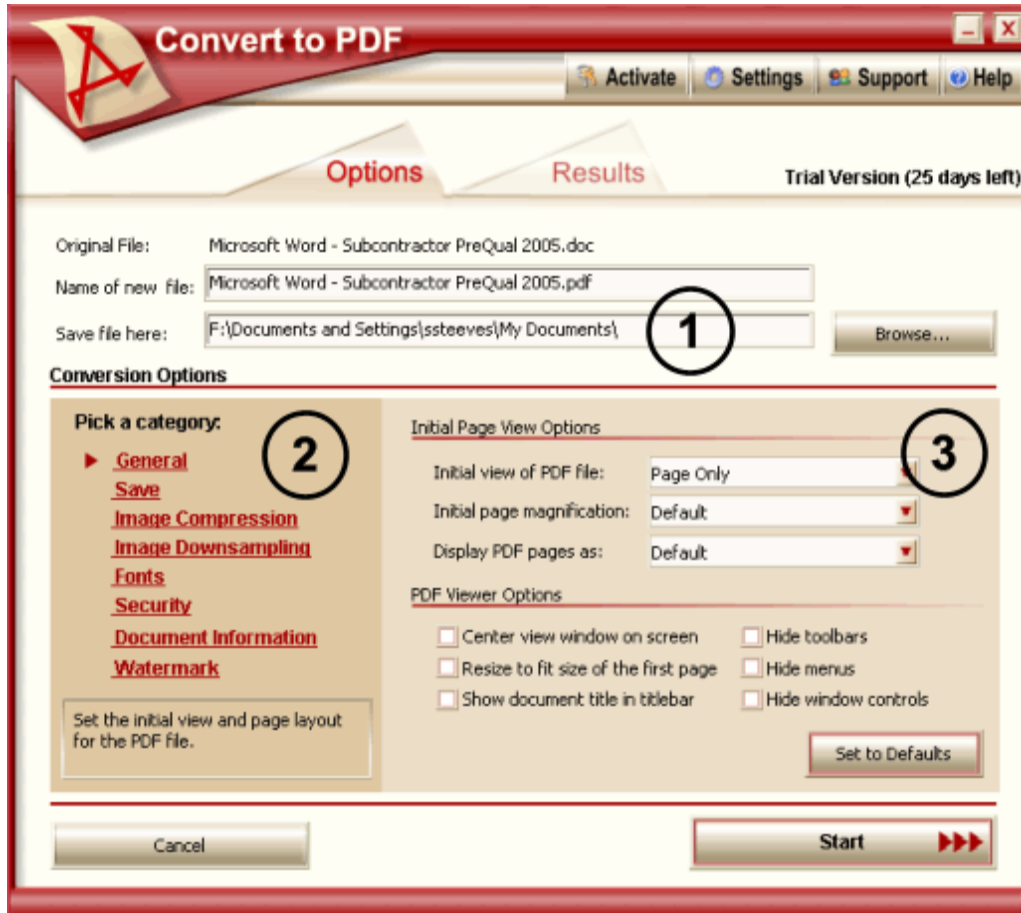 Convert to PDF
Activate Settings Support Help
Options Results Trial Version (25 days left)
Original File: Microsoft Word - Subcontractor PreQual 2005.doc
Name of new file: Microsoft Word - Subcontractor PreQual 2005.pdf
Save file here: F:\Documents and Settings\ssteeves\My Documents\ 1 Browse...
Conversion Options
Pick a category:
2
General
Save
Image Compression
Image Downsampling
Fonts
Security
Document Information
Watermark
Set the initial view and page layout
for the PDF file.
Initial Page View Options
3
Initial view of PDF file: Page Only
Initial page magnification: Default
Display PDF pages as: Default
PDF Viewer Options
Center view window on screen Hide toolbars
Resize to fit size of the first page Hide menus
Show document title in titlebar Hide window controls
Set to Defaults
Cancel Start